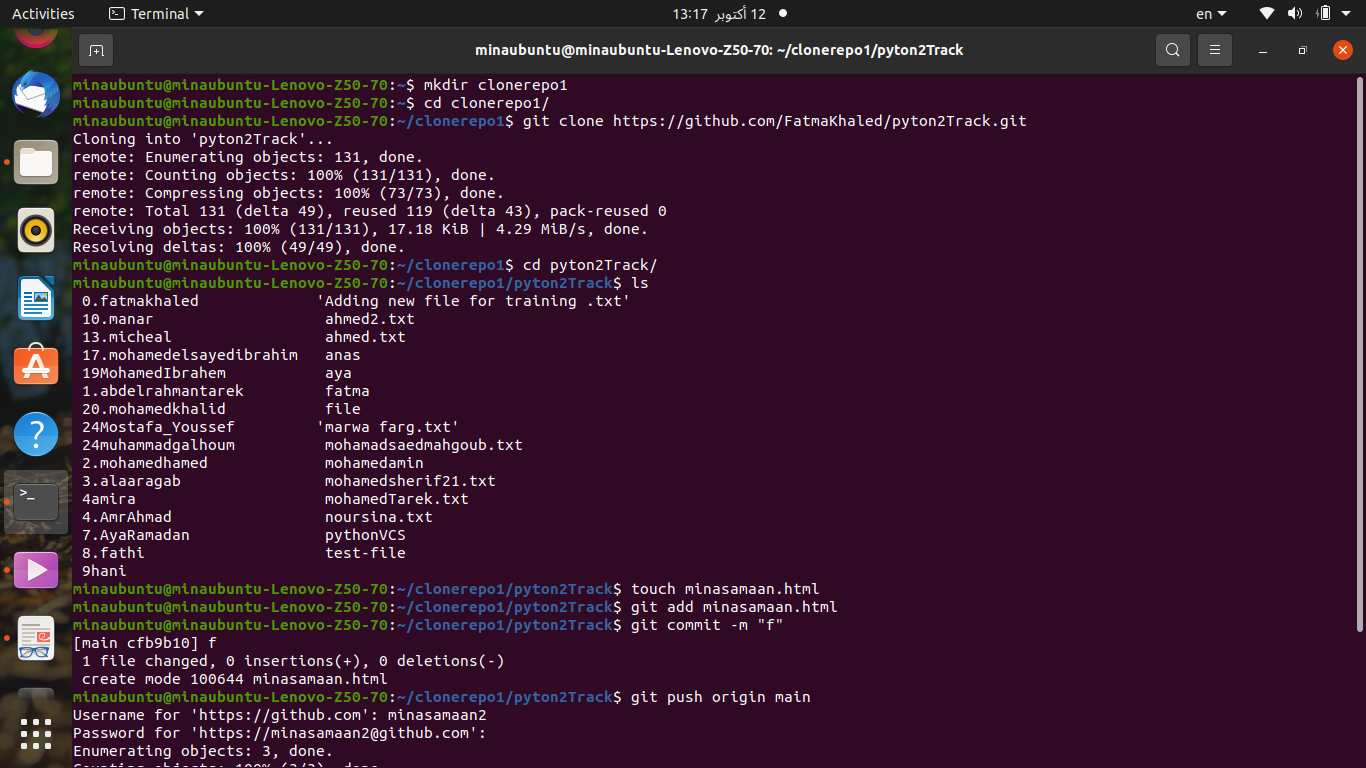 Activities Terminal 13:17 12 أكتوبر en
minaubuntu@minaubuntu-Lenovo-Z50-70: ~/clonerepo1/pyton2Track
minaubuntu@minaubuntu-Lenovo-Z50-70:~$ mkdir clonerepo1
minaubuntu@minaubuntu-Lenovo-Z50-70:~$ cd clonerepo1/
minaubuntu@minaubuntu-Lenovo-Z50-70:~/clonerepo1$ git clone https://github.com/FatmaKhaled/pyton2Track.git
Cloning into 'pyton2Track'...
remote: Enumerating objects: 131, done.
remote: Counting objects: 100% (131/131), done.
remote: Compressing objects: 100% (73/73), done.
remote: Total 131 (delta 49), reused 119 (delta 43), pack-reused 0
Receiving objects: 100% (131/131), 17.18 KiB | 4.29 MiB/s, done.
Resolving deltas: 100% (49/49), done.
minaubuntu@minaubuntu-Lenovo-Z50-70:~/clonerepo1$ cd pyton2Track/
minaubuntu@minaubuntu-Lenovo-Z50-70:~/clonerepo1/pyton2Track$ ls
0.fatmakhaled 'Adding new file for training .txt'
10.manar ahmed2.txt
13.micheal ahmed.txt
17.mohamedelsayedibrahim anas
19MohamedIbrahem aya
1.abdelrahmantarek fatma
20.mohamedkhalid file
24Mostafa_Youssef 'marwa farg.txt'
24muhammadgalhoum mohamadsaedmahgoub.txt
2.mohamedhamed mohamedamin
3.alaaragab mohamedsherif21.txt
4amira mohamedTarek.txt
4.AmrAhmad noursina.txt
7.AyaRamadan pythonVCS
8.fathi test-file
9hani
minaubuntu@minaubuntu-Lenovo-Z50-70:~/clonerepo1/pyton2Track$ touch minasamaan.html
minaubuntu@minaubuntu-Lenovo-Z50-70:~/clonerepo1/pyton2Track$ git add minasamaan.html
minaubuntu@minaubuntu-Lenovo-Z50-70:~/clonerepo1/pyton2Track$ git commit -m "f"
[main cfb9b10] f
1 file changed, 0 insertions(+), 0 deletions(-)
create mode 100644 minasamaan.html
minaubuntu@minaubuntu-Lenovo-Z50-70:~/clonerepo1/pyton2Track$ git push origin main
Username for 'https://github.com': minasamaan2
Password for 'https://minasamaan2@github.com':
Enumerating objects: 3, done.